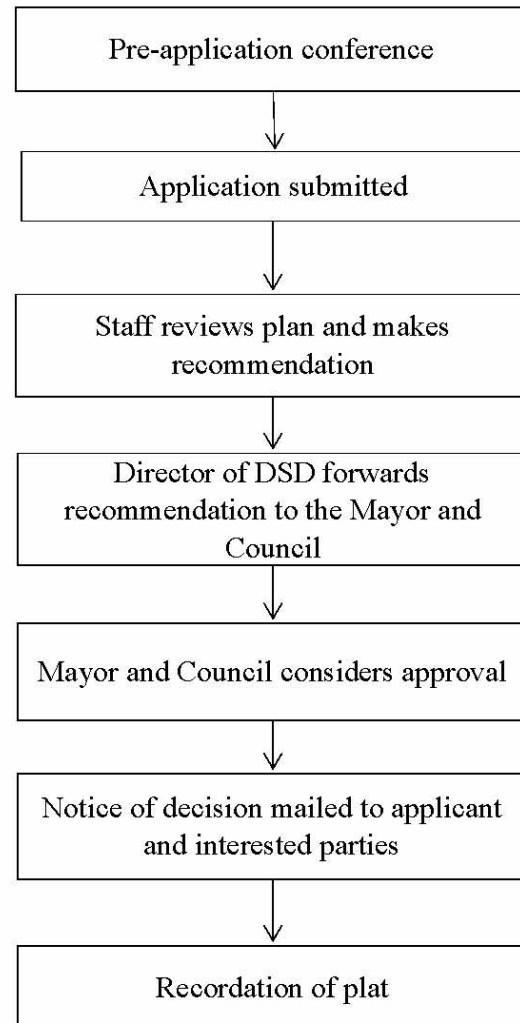 Pre-application conference
Application submitted
Staff reviews plan and makes
recommendation
Director of DSD forwards
recommendation to the Mayor and
Council
Mayor and Council considers approval
Notice of decision mailed to applicant
and interested parties
Recordation of plat